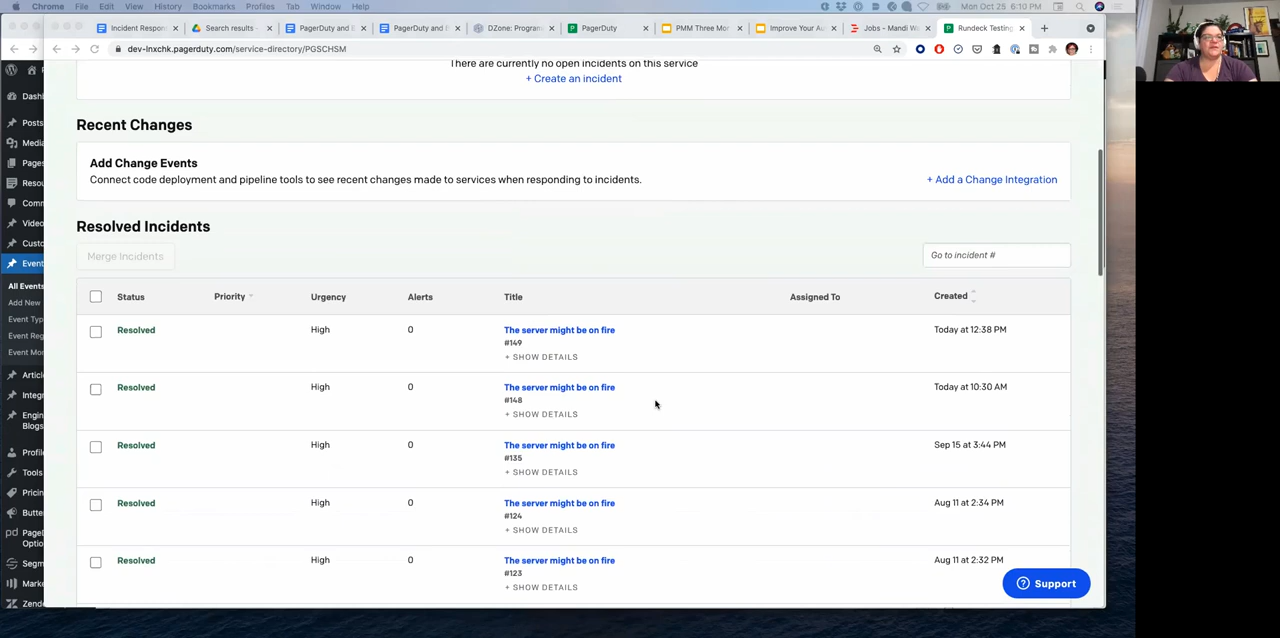 Chrome File Edit View History Bookmarks Profiles Tab Window Help Mon Oct 25 6:10 PM
Incident Respon Search results - PagerDuty and E PagerDuty and E DZone: Program PagerDuty PMM Three Mon Improve Your Au Jobs - Mandi Wa Rundeck Testing
dev-lnxchk.pagerduty.com/service-directory/PGSCHSM
Dashb
Posts
Media
Pages
Resou
Comm
Video
Custo
Event
All Events
Add New
Event Typ
Event Reg
Event Mon
Articl
Integr
Engin
Blogs
Profile
Tools
Pricin
Butte
PageD
Optio
Segm
Marke
Zende
There are currently no open incidents on this service
+ Create an incident
Recent Changes
Add Change Events
Connect code deployment and pipeline tools to see recent changes made to services when responding to incidents.
+ Add a Change Integration
Resolved Incidents
Merge Incidents
Go to incident #
Status Priority Urgency Alerts Title Assigned To Created
Resolved High 0 The server might be on fire Today at 12:38 PM
#149
+ SHOW DETAILS
Resolved High 0 The server might be on fire Today at 10:30 AM
#148
+ SHOW DETAILS
Resolved High 0 The server might be on fire Sep 15 at 3:44 PM
#135
+ SHOW DETAILS
Resolved High 0 The server might be on fire Aug 11 at 2:34 PM
#124
+ SHOW DETAILS
Resolved High 0 The server might be on fire Aug 11 at 2:32 PM
#123
+ SHOW DETAILS
Support